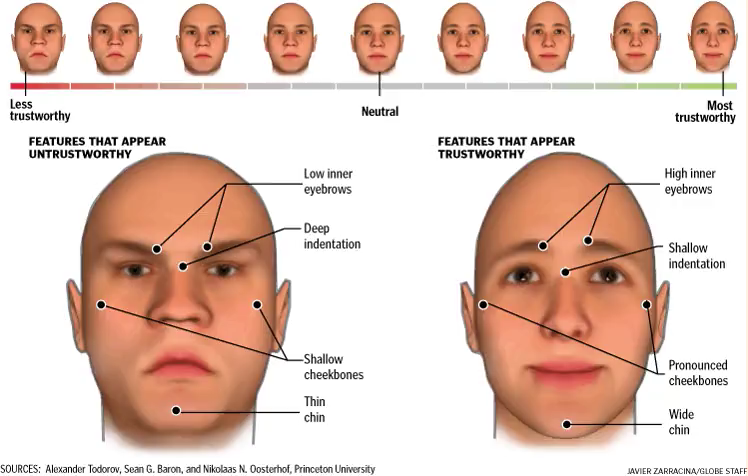 Less
trustworthy
Neutral
Most
trustworthy
FEATURES THAT APPEAR
UNTRUSTWORTHY
Low inner
eyebrows
Deep
indentation
Shallow
cheekbones
Thin
chin
FEATURES THAT APPEAR
TRUSTWORTHY
High inner
eyebrows
Shallow
indentation
Pronounced
cheekbones
Wide
chin
SOURCES: Alexander Todorov, Sean G. Baron, and Nikolaas N. Oosterhof, Princeton University
JAVIER ZARRACINA/GLOBE STAFF